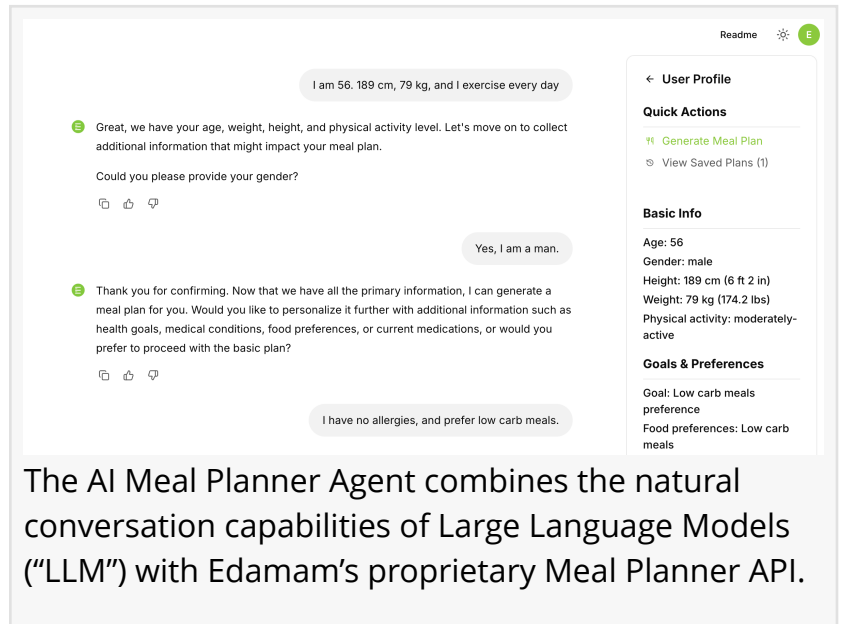 Readme
E
I am 56. 189 cm, 79 kg, and I exercise every day
Great, we have your age, weight, height, and physical activity level. Let's move on to collect
additional information that might impact your meal plan.
Could you please provide your gender?
Yes, I am a man.
Thank you for confirming. Now that we have all the primary information, I can generate a
meal plan for you. Would you like to personalize it further with additional information such as
health goals, medical conditions, food preferences, or current medications, or would you
prefer to proceed with the basic plan?
I have no allergies, and prefer low carb meals.
User Profile
Quick Actions
Generate Meal Plan
View Saved Plans (1)
Basic Info
Age: 56
Gender: male
Height: 189 cm (6 ft 2 in)
Weight: 79 kg (174.2 lbs)
Physical activity: moderately-
active
Goals & Preferences
Goal: Low carb meals
preference
Food preferences: Low carb
meals
The AI Meal Planner Agent combines the natural
conversation capabilities of Large Language Models
(“LLM”) with Edamam’s proprietary Meal Planner API.